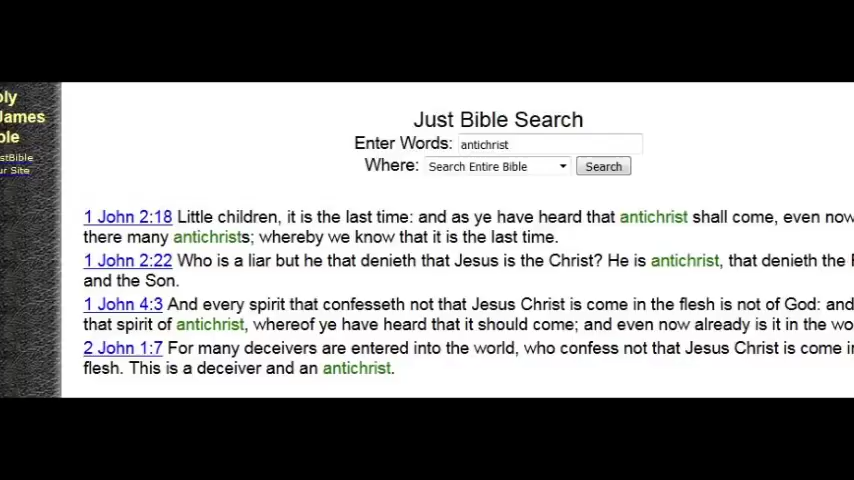 oly
James
ble
stBible
ur Site
Just Bible Search
Enter Words: antichrist
Where: Search Entire Bible Search
1 John 2:18 Little children, it is the last time: and as ye have heard that antichrist shall come, even now
there many antichrists; whereby we know that it is the last time.
1 John 2:22 Who is a liar but he that denieth that Jesus is the Christ? He is antichrist, that denieth the F
and the Son.
1 John 4:3 And every spirit that confesseth not that Jesus Christ is come in the flesh is not of God: and
that spirit of antichrist, whereof ye have heard that it should come; and even now already is it in the wo
2 John 1:7 For many deceivers are entered into the world, who confess not that Jesus Christ is come in
flesh. This is a deceiver and an antichrist.